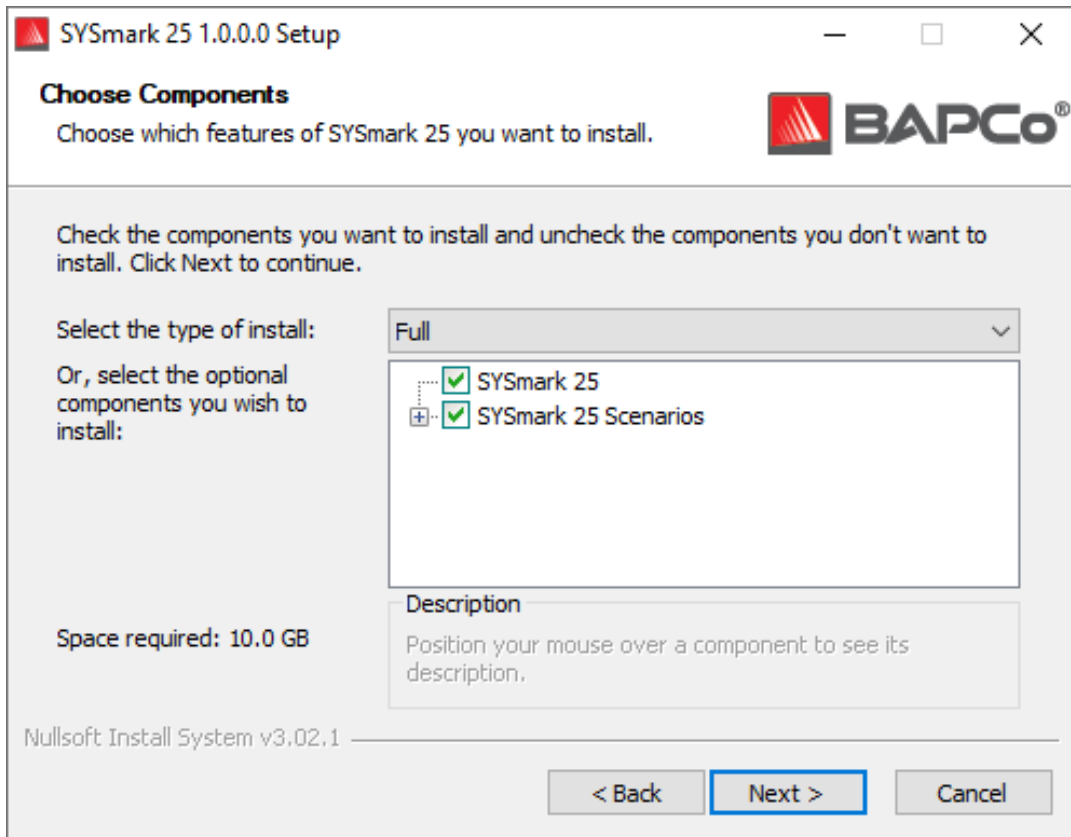 SYSmark 25 1.0.0.0 Setup
Choose Components
Choose which features of SYSmark 25 you want to install.
BAPCo®
Check the components you want to install and uncheck the components you don't want to
install. Click Next to continue.
Select the type of install:
Full
Or, select the optional
components you wish to
install:
SYSmark 25
SYSmark 25 Scenarios
Space required: 10.0 GB
Description
Position your mouse over a component to see its
description.
Nullsoft Install System v3.02.1
< Back
Next >
Cancel